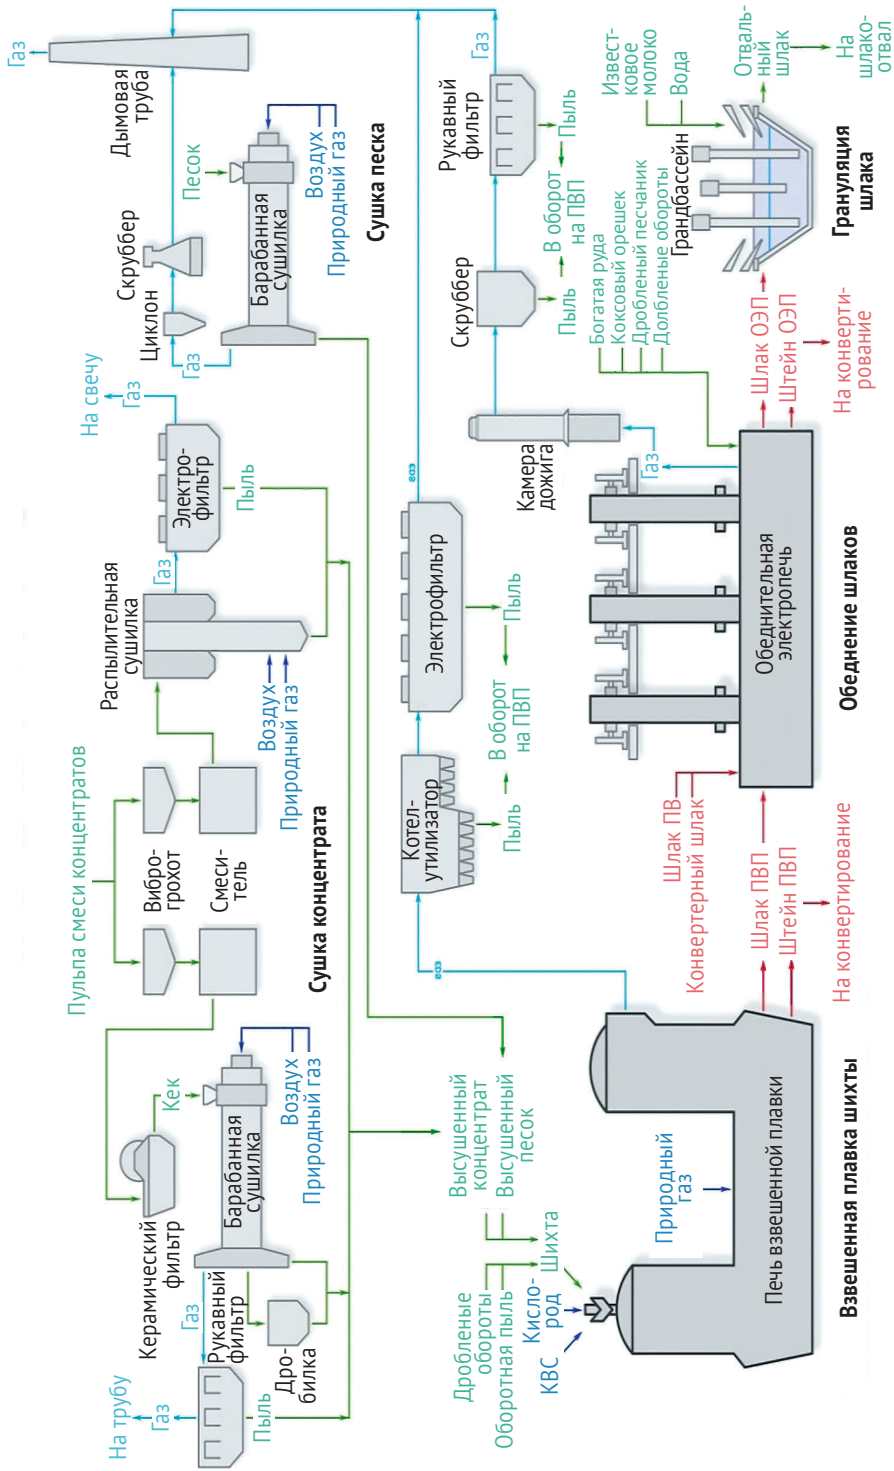 Пульпа смеси концентратов
На трубу
Газ
Газ
Керамический
фильтр
Кек
Рукавный
фильтр
Барабанная
сушилка
Пыль
Дро-
билка
Воздух
Природный газ
Вибро-
грохот
Смеси-
тель
Сушка концентрата
Распылительная
сушилка
Воздух
Природный газ
Газ
Электро-
фильтр
Пыль
На свечу
Газ
Газ
Дымовая
труба
Циклон
Скруббер
Газ
Песок
Барабанная
сушилка
Воздух
Природный газ
Сушка песка
Высушенный
концентрат
Высушенный
песок
Дробленые
обороты
Оборотная пыль
Шихта
КВС
Кисло-
род
Природный
газ
Печь взвешенной плавки
Взвешенная плавка шихты
Котел-
утилизатор
Пыль
В оборот
на ПВП
Электрофильтр
Пыль
Камера
дожига
Газ
Скруббер
Пыль
В оборот
на ПВП
Рукавный
фильтр
Пыль
Газ
Шлак ПВ
Конвертерный шлак
Шлак ПВП
Штейн ПВП
На конвертирование
Богатая руда
Коксовый орешек
Дробленый песчаник
Долбленые обороты
Обеднительная
электропечь
Обеднение шлаков
Шлак ОЭП
Штейн ОЭП
На конверти-
рование
Извест-
ковое
молоко
Вода
Грандбассейн
Отваль-
ный
шлак
На
шлако-
отвал
Грануляция
шлака